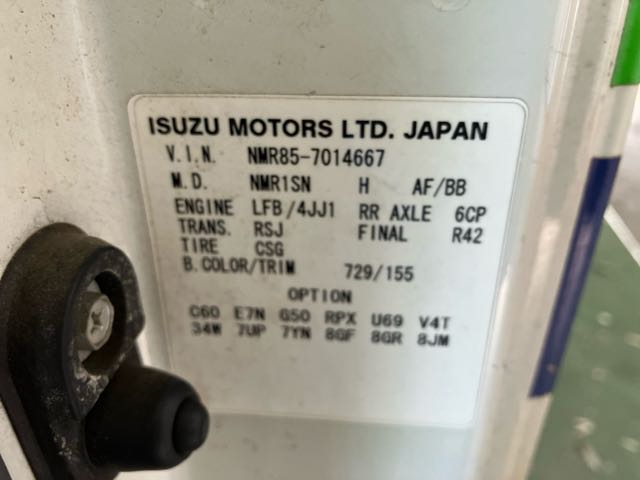 ISUZU MOTORS LTD. JAPAN
V.I.N. NMR85-7014667
M.D. NMR1SN H AF/BB
ENGINE LFB/4JJ1 RR AXLE 6CP
TRANS. RSJ FINAL R42
TIRE CSG
B.COLOR/TRIM 729/155
OPTION
C60 E7N G50 RPX U69 V4T
34W 7UP 7YN 8GF 8GR 8JM